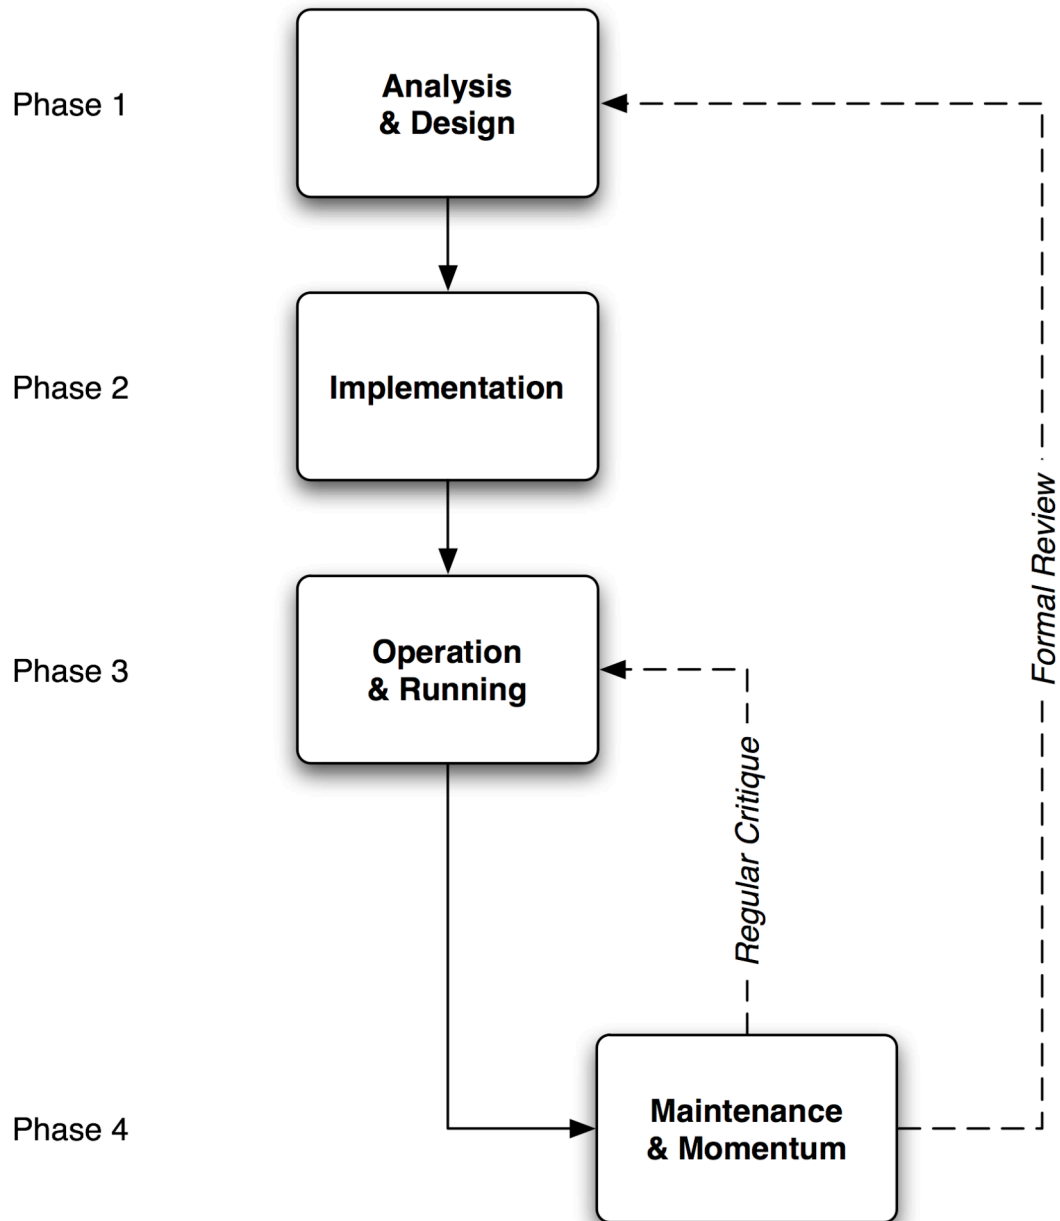 Phase 1
Analysis
& Design
Phase 2
Implementation
Phase 3
Operation
& Running
Formal Review
Regular Critique
Phase 4
Maintenance
& Momentum